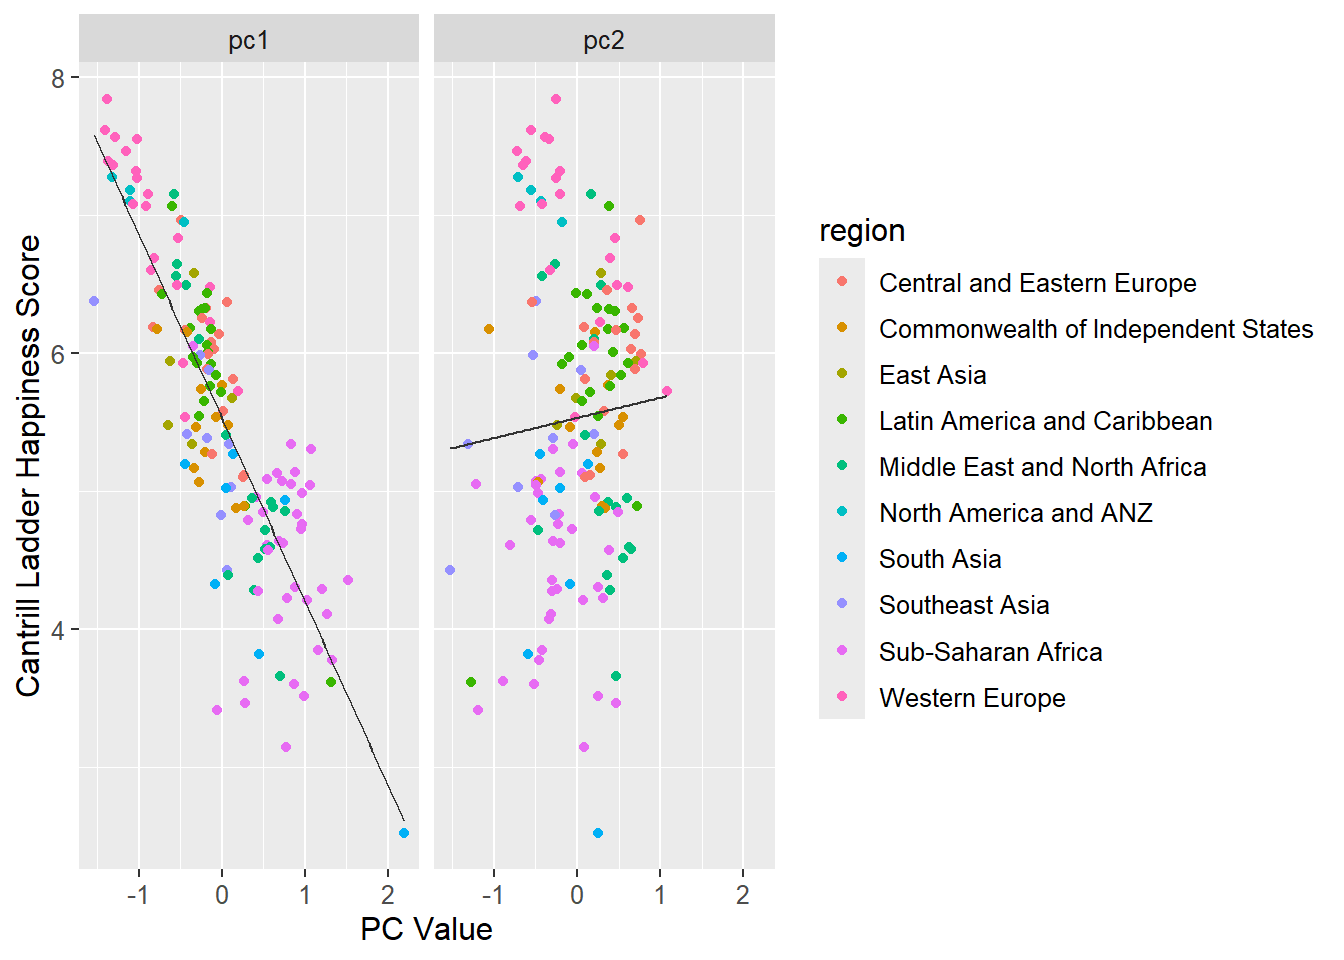 pc1
pc2
8
6
4
Cantrill Ladder Happiness Score
-1
0
1
2
-1
0
1
2
PC Value
region
Central and Eastern Europe
Commonwealth of Independent States
East Asia
Latin America and Caribbean
Middle East and North Africa
North America and ANZ
South Asia
Southeast Asia
Sub-Saharan Africa
Western Europe